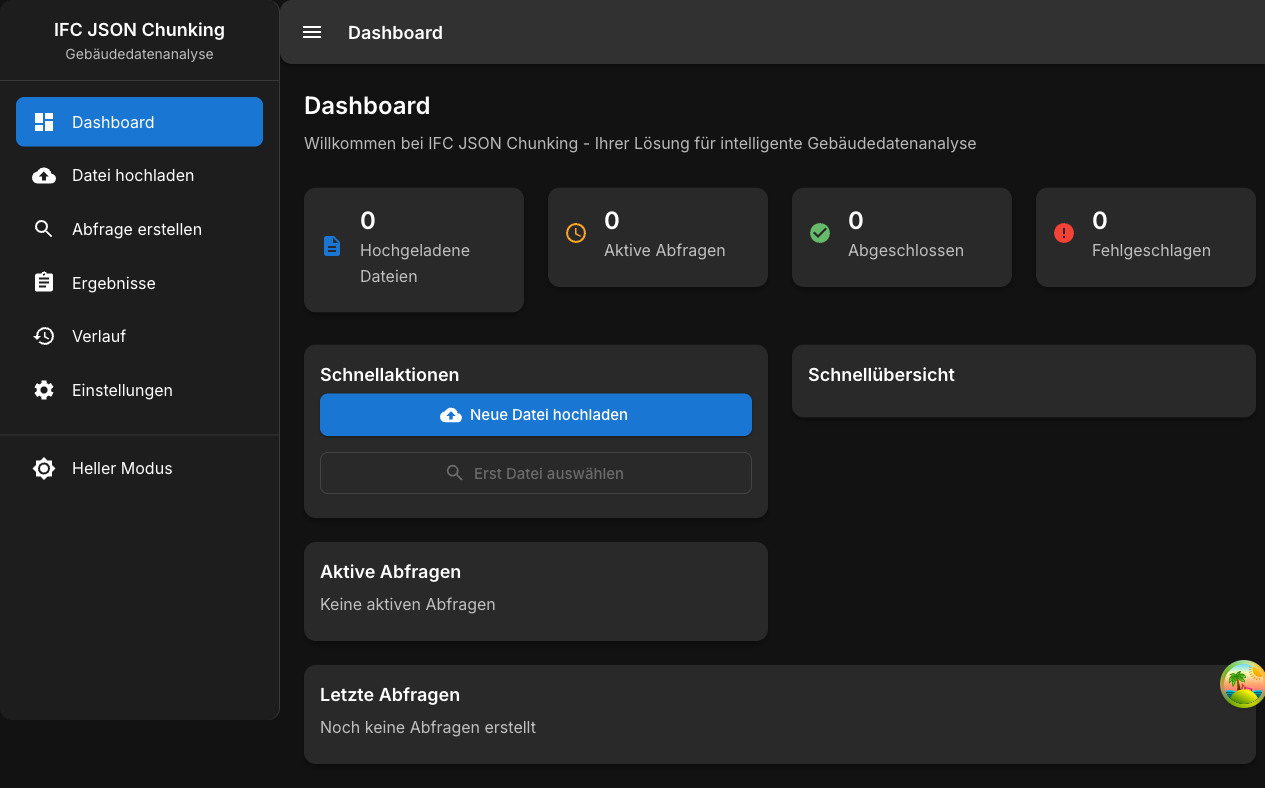 IFC JSON Chunking
Gebäudedatenanalyse
Dashboard
Datei hochladen
Abfrage erstellen
Ergebnisse
Verlauf
Einstellungen
Heller Modus
Dashboard
Dashboard
Willkommen bei IFC JSON Chunking - Ihrer Lösung für intelligente Gebäudedatenanalyse
0
Hochgeladene
Dateien
0
Aktive Abfragen
0
Abgeschlossen
0
Fehlgeschlagen
Schnellaktionen
Neue Datei hochladen
Erst Datei auswählen
Schnellübersicht
Aktive Abfragen
Keine aktiven Abfragen
Letzte Abfragen
Noch keine Abfragen erstellt